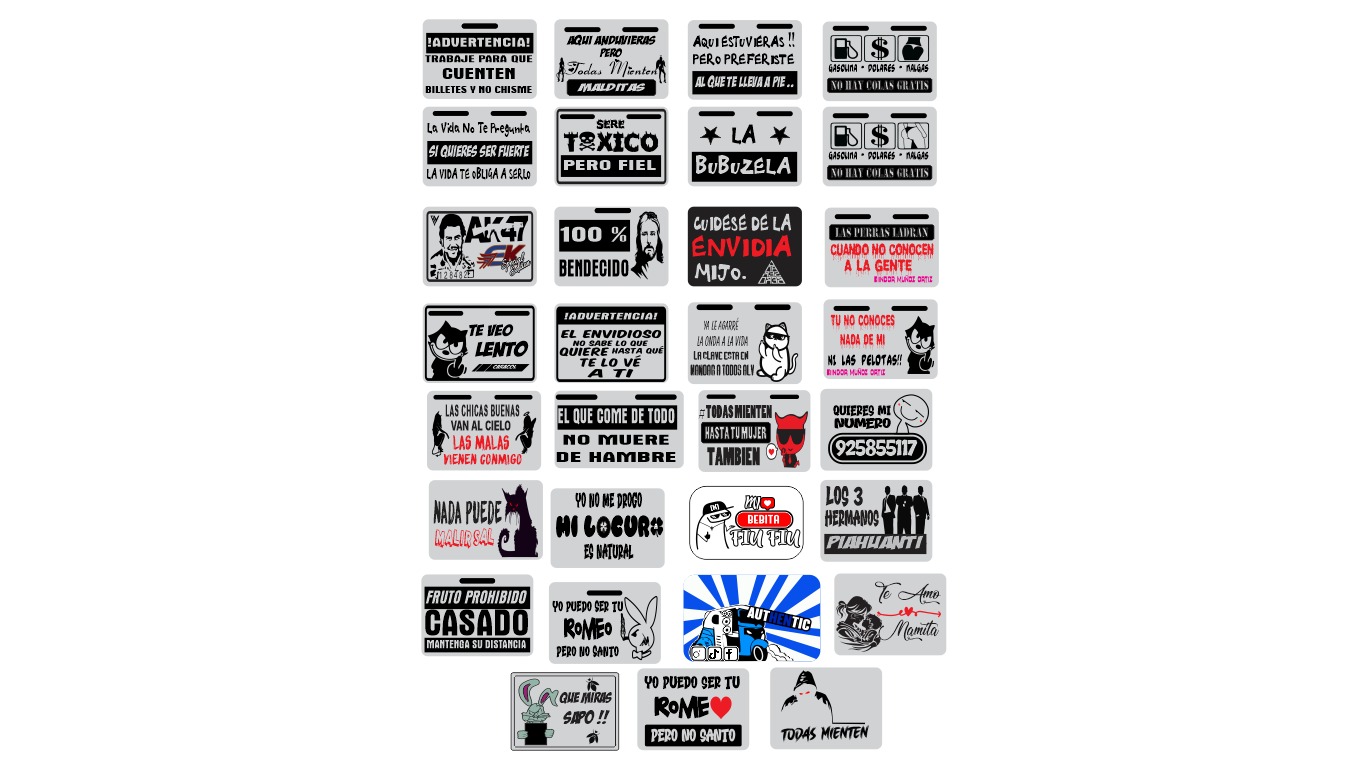 !ADVERTENCIA!
TRABAJE PARA QUE
CUENTEN
BILLETES Y NO CHISME
AQUI ANDUVIERAS
PERO
Todas Mienten
MALDITAS
AQUI ESTUVIERAS !!
PERO PREFERISTE
AL QUE TE LLEVA A PIE ..
$
GASOLINA • DOLARES • NALGAS
NO HAY COLAS GRATIS
La Vida No Te Pregunta
SI QUIERES SER FUERTE
LA VIDA TE OBLIGA A SERLO
SERE
TOXICO
PERO FIEL
LA
BUBUZELA
$
GASOLINA • DOLARES • NALGAS
NO HAY COLAS GRATIS
AK47
EK
128482
100 %
BENDECIDO
CUIDESE DE LA
ENVIDIA
MIJO.
LAS PERRAS LADRAN
CUANDO NO CONOCEN
A LA GENTE
BINDOR MUÑOZ ORTIZ
TE VEO
LENTO
CARACOL
!ADVERTENCIA!
EL ENVIDIOSO
NO SABE LO QUE
QUIERE HASTA QUÉ
TE LO VÉ
A TI
YA LE AGARRÉ
LA ONDA A LA VIDA
LA CLAVE ESTA EN
MANDAR A TODOS ALV
TU NO CONOCES
NADA DE MI
NI LAS PELOTAS!!
BINDOR MUÑOZ ORTIZ
LAS CHICAS BUENAS
VAN AL CIELO
LAS MALAS
VIENEN CONMIGO
EL QUE COME DE TODO
NO MUERE
DE HAMBRE
#TODAS MIENTEN
HASTA TU MUJER
TAMBIEN
QUIERES MI
NUMERO
925855117
NADA PUEDE
MALIR SAL
YO NO ME DROGO
MI LOCURA
ES NATURAL
MI
BEBITA
FIU FIU
LOS 3
HERMANOS
PIAHUANTI
FRUTO PROHIBIDO
CASADO
MANTENGA SU DISTANCIA
YO PUEDO SER TU
ROMEO
PERO NO SANTO
AUTHENTIC
Te Amo
Mamita
QUE MIRAS
SAPO !!
YO PUEDO SER TU
ROME
PERO NO SANTO
TODAS MIENTEN